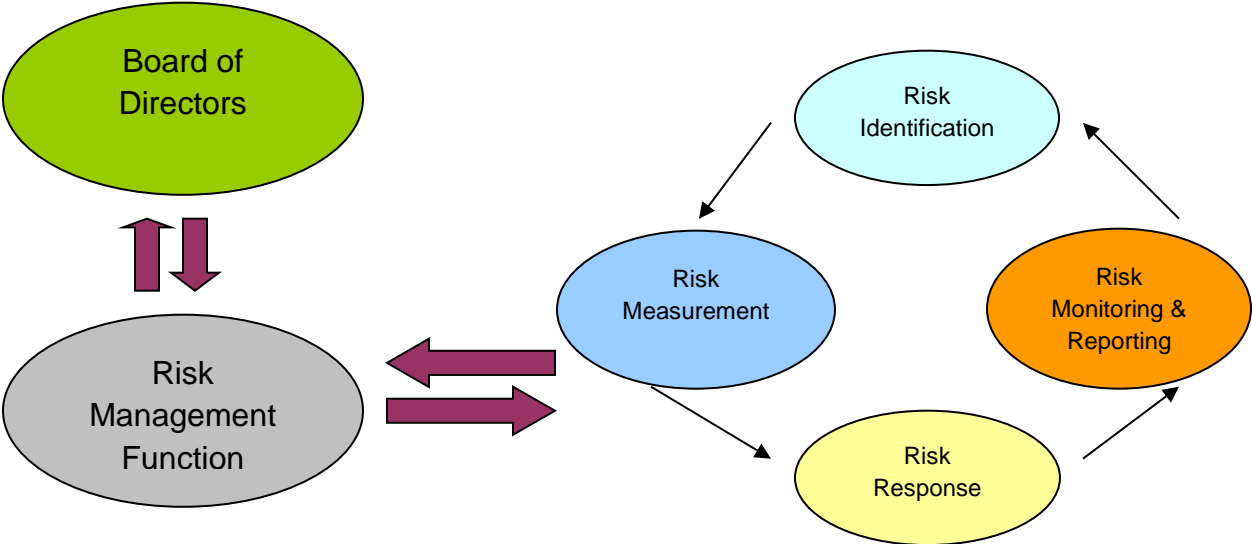 Board of
Directors
Risk
Management
Function
Risk
Identification
Risk
Measurement
Risk
Monitoring &
Reporting
Risk
Response